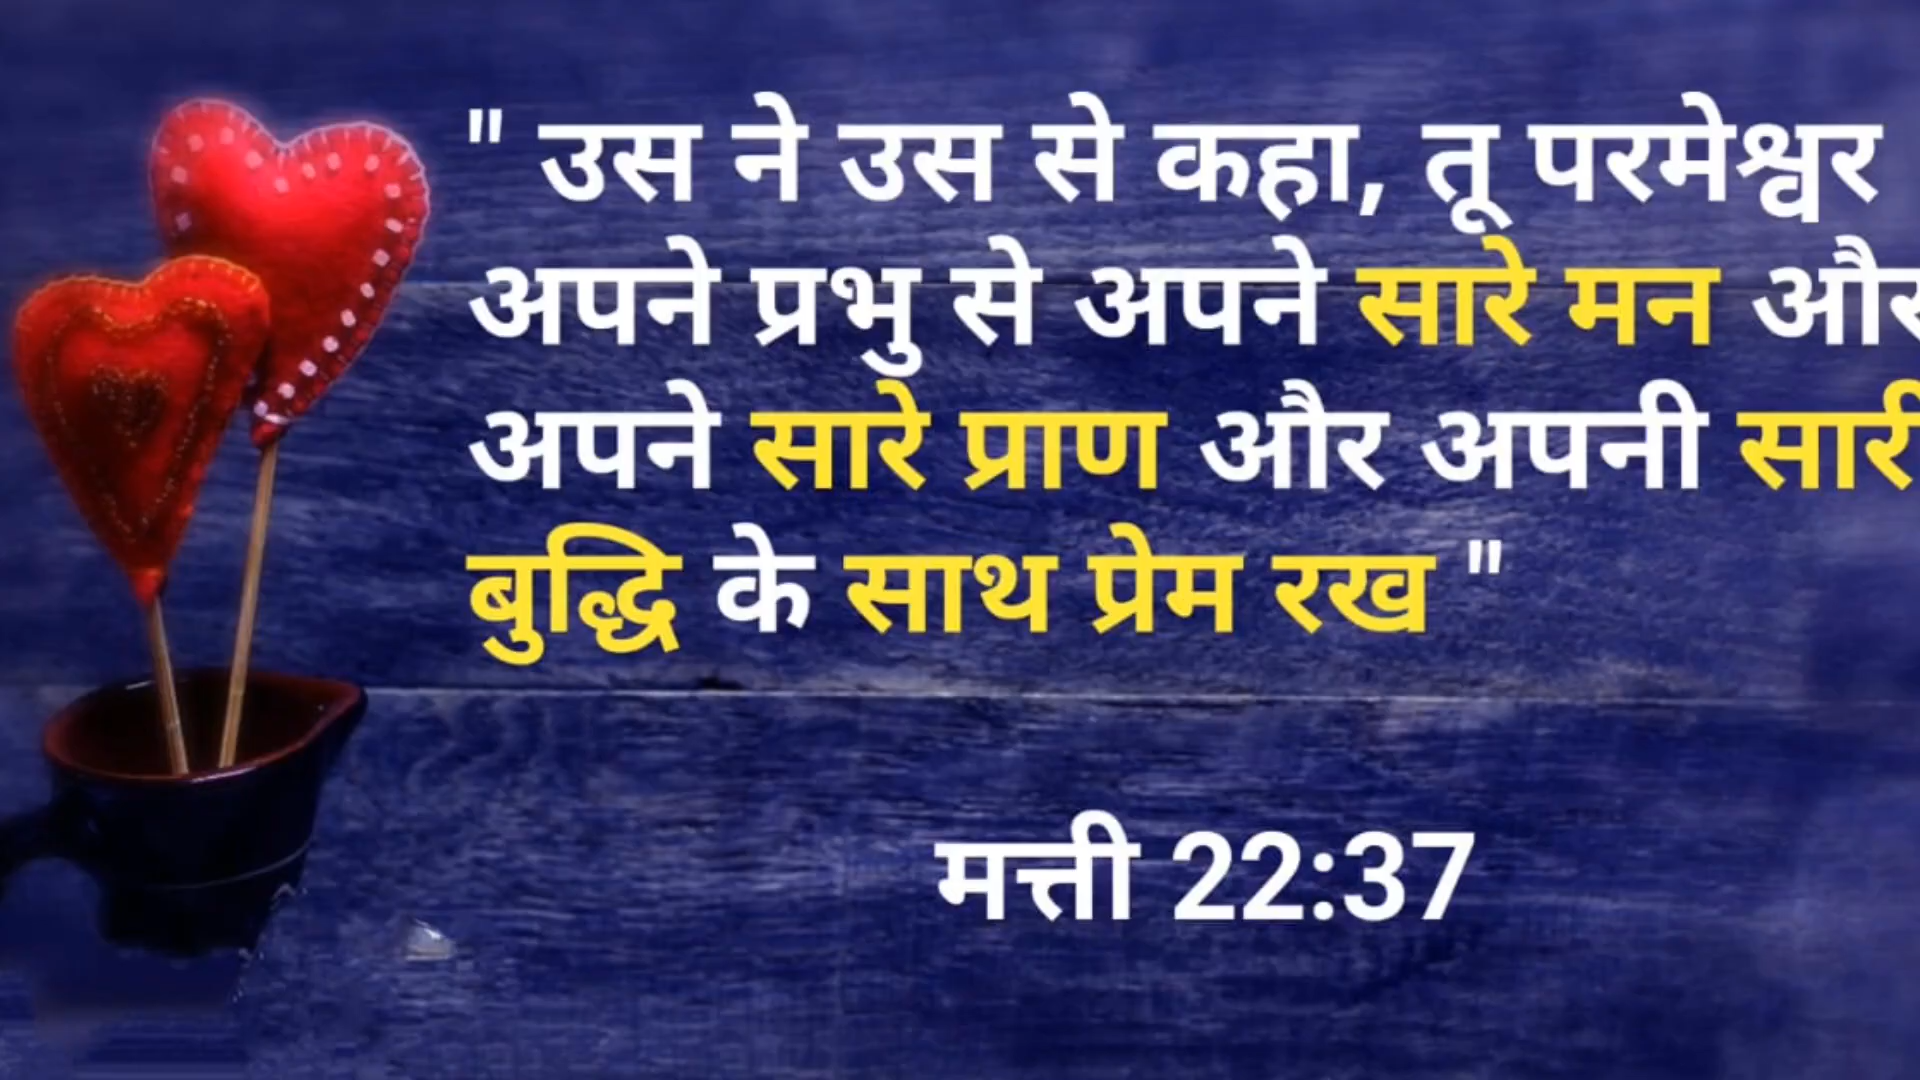 " उस ने उस से कहा, तू परमेश्वर
अपने प्रभु से अपने सारे मन और
अपने सारे प्राण और अपनी सारी
बुद्धि के साथ प्रेम रख "
मत्ती 22:37